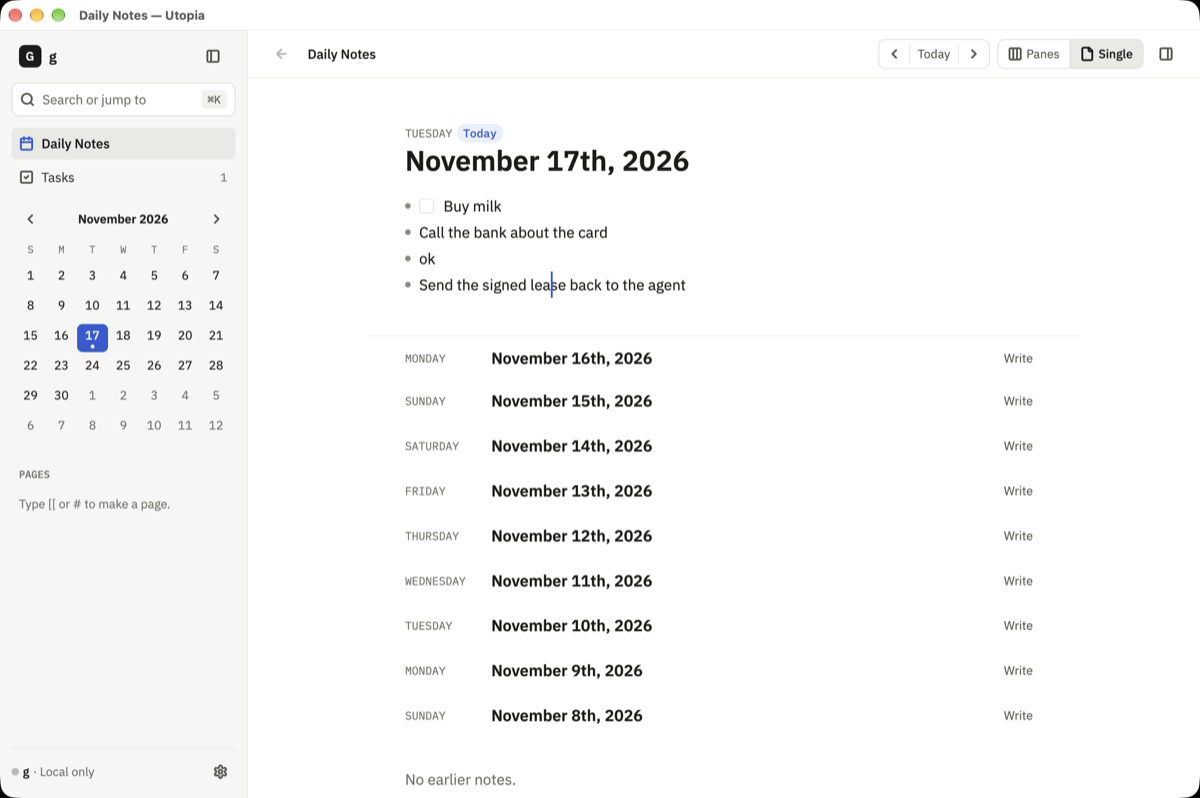 Daily Notes — Utopia
G g
Search or jump to ⌘K
Daily Notes
Tasks 1
November 2026
S M T W T F S
1 2 3 4 5 6 7
8 9 10 11 12 13 14
15 16 17 18 19 20 21
22 23 24 25 26 27 28
29 30 1 2 3 4 5
6 7 8 9 10 11 12
PAGES
Type [[ or # to make a page.
g · Local only
Daily Notes
Today
Panes
Single
TUESDAY Today
November 17th, 2026
Buy milk
Call the bank about the card
ok
Send the signed lease back to the agent
MONDAY November 16th, 2026 Write
SUNDAY November 15th, 2026 Write
SATURDAY November 14th, 2026 Write
FRIDAY November 13th, 2026 Write
THURSDAY November 12th, 2026 Write
WEDNESDAY November 11th, 2026 Write
TUESDAY November 10th, 2026 Write
MONDAY November 9th, 2026 Write
SUNDAY November 8th, 2026 Write
No earlier notes.